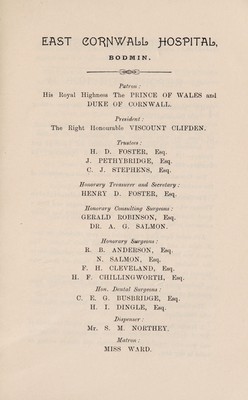 EAST CORNWALL HOSPITAL,
BODMIN.
Patron:
His Royal Highness The PRINCE OF WALES and
DUKE OF CORNWALL.
President:
The Right Honourable VISCOUNT CLIFDEN.
Trustees:
H. D. FOSTER, Esq.
J. PETHYBRIDGE, Esq.
C. J. STEPHENS, Esq.
Honorary Treasurer and Secretary:
HENRY D. FOSTER, Esq.
Honorary Consulting Surgeons:
GERALD ROBINSON, Esq.
DR. A. G. SALMON.
Honorary Surgeons:
R. B. ANDERSON, Esq.
N. SALMON, Esq.
F. H. CLEVELAND, Esq.
H. F. CHILLINGWORTH, Esq.
Hon. Dental Surgeons:
C. E. G. BUSBRIDGE, Esq.
H. I. DINGLE, Esq.
Dispenser:
Mr. S. M. NORTHEY.
Matron:
MISS WARD.